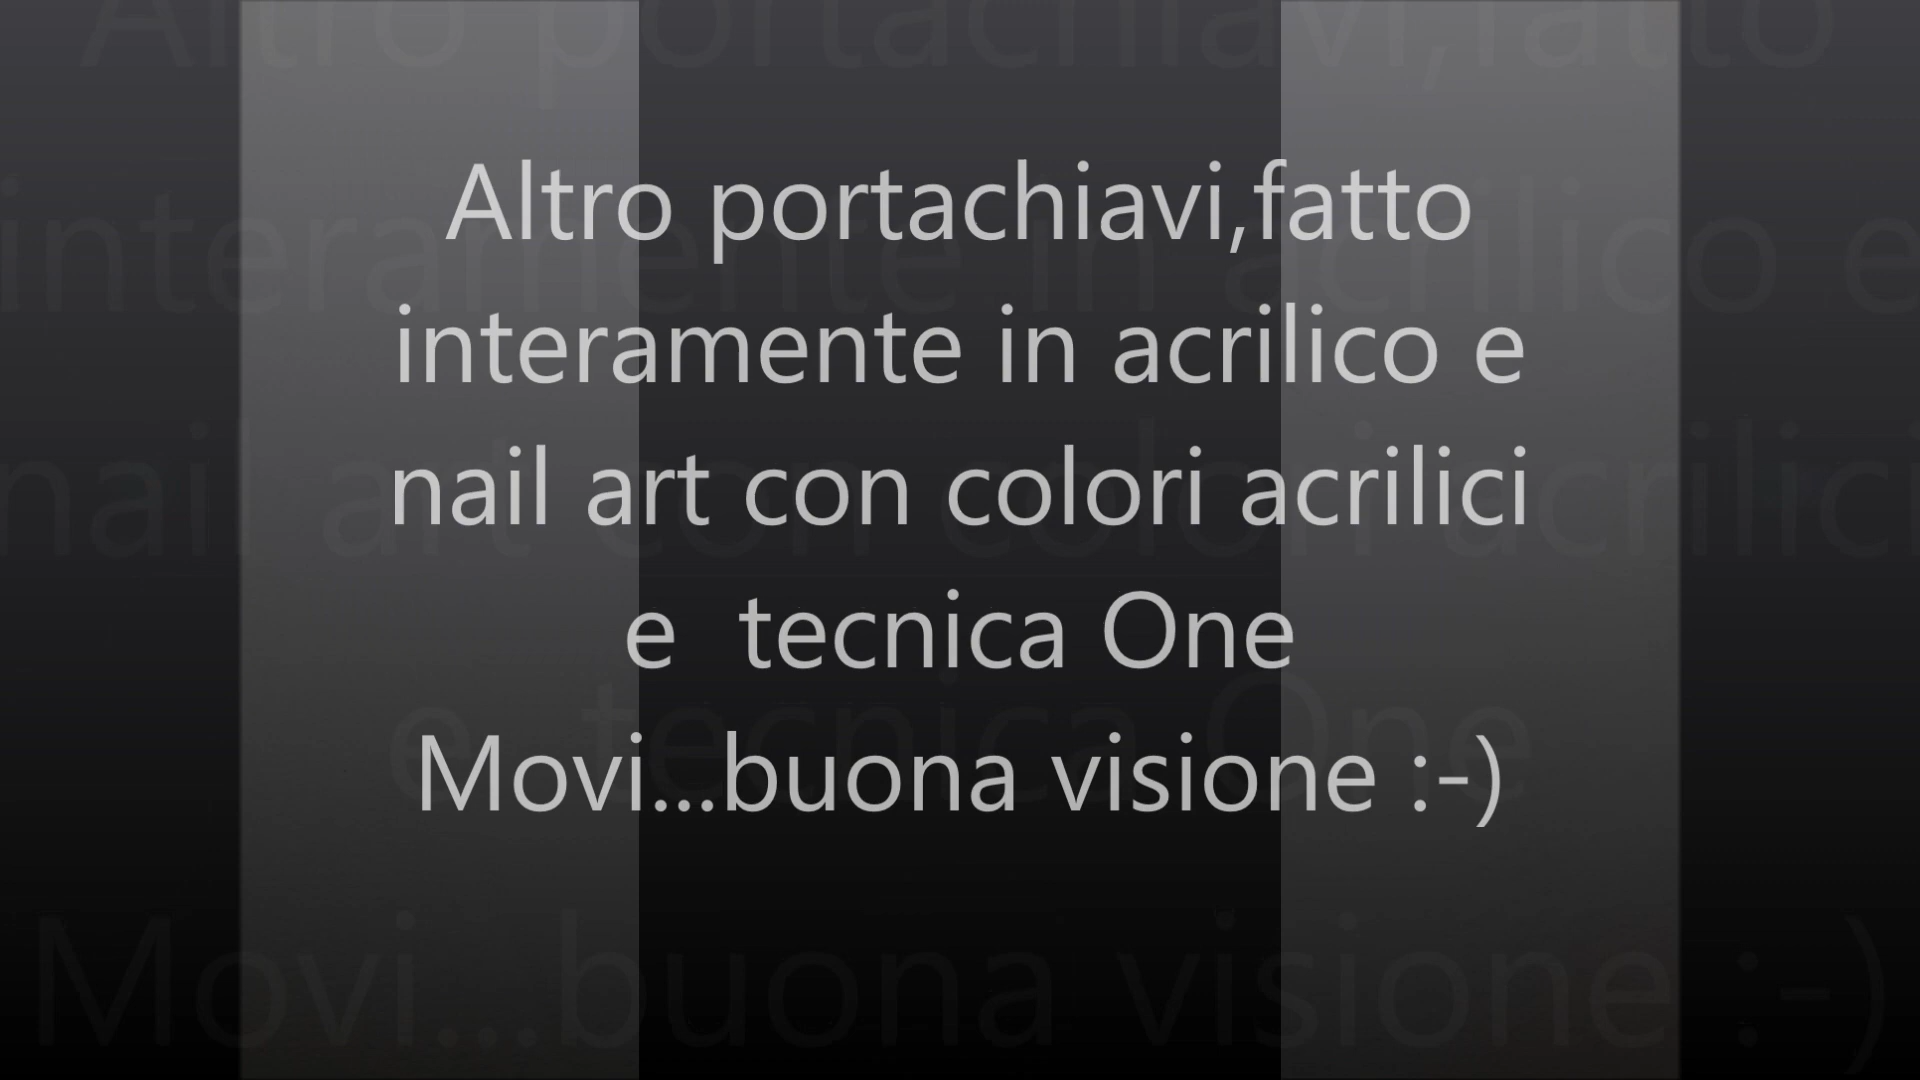 Altro portachiavi,fatto
interamente in acrilico e
nail art con colori acrilici
e  tecnica One
Movi...buona visione :-)